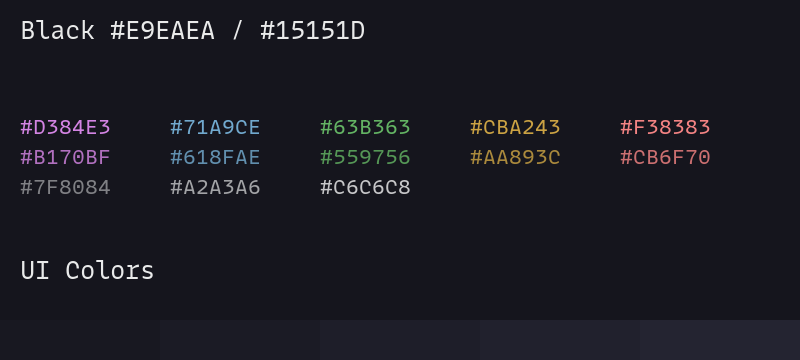 Black #E9EAEA / #15151D
#D384E3 #71A9CE #63B363 #CBA243 #F38383
#B170BF #618FAE #559756 #AA893C #CB6F70
#7F8084 #A2A3A6 #C6C6C8
UI Colors